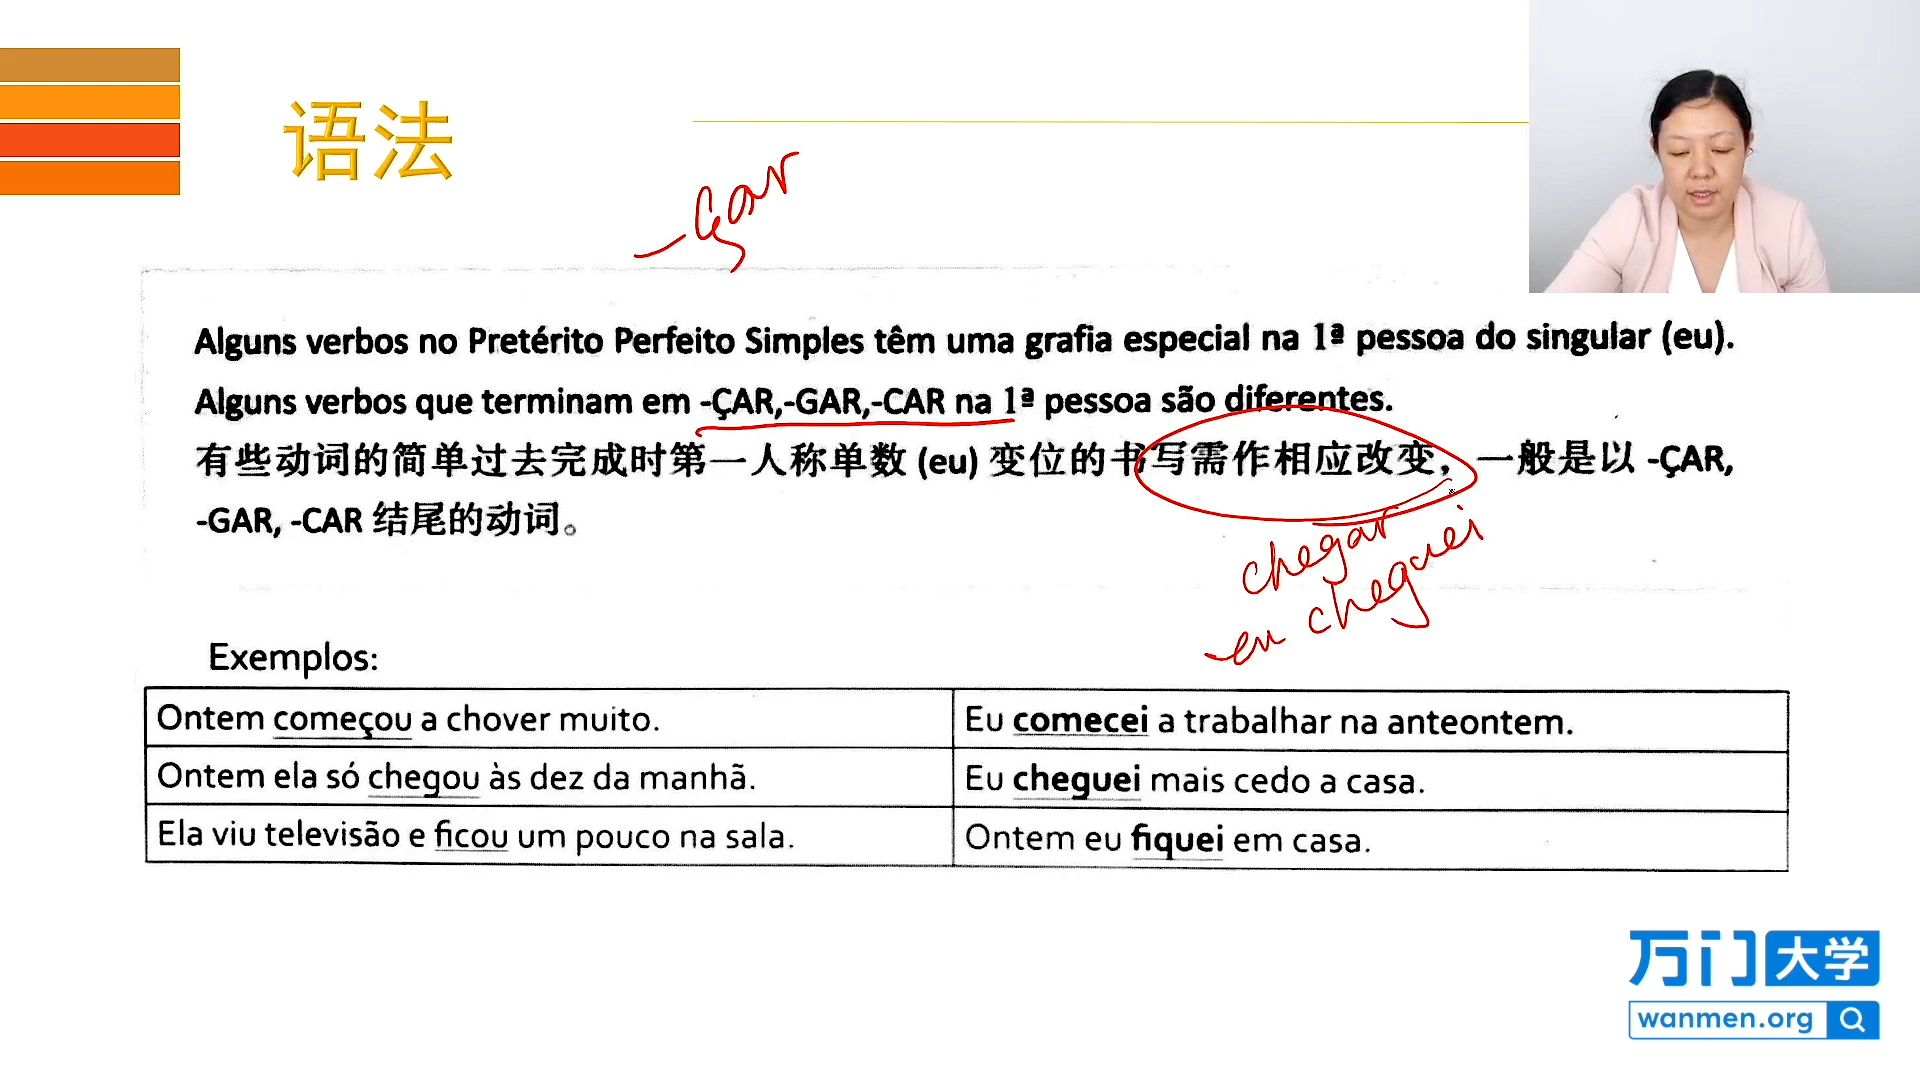 语法
-çar
Alguns verbos no Pretérito Perfeito Simples têm uma grafia especial na 1ª pessoa do singular (eu).
Alguns verbos que terminam em -ÇAR,-GAR,-CAR na 1ª pessoa são diferentes.
有些动词的简单过去完成时第一人称单数 (eu) 变位的书写需作相应改变，一般是以 -ÇAR,
-GAR, -CAR 结尾的动词。
chegar
eu cheguei
Exemplos:
Ontem começou a chover muito.
Eu comecei a trabalhar na anteontem.
Ontem ela só chegou às dez da manhã.
Eu cheguei mais cedo a casa.
Ela viu televisão e ficou um pouco na sala.
Ontem eu fiquei em casa.
万门大学
wanmen.org